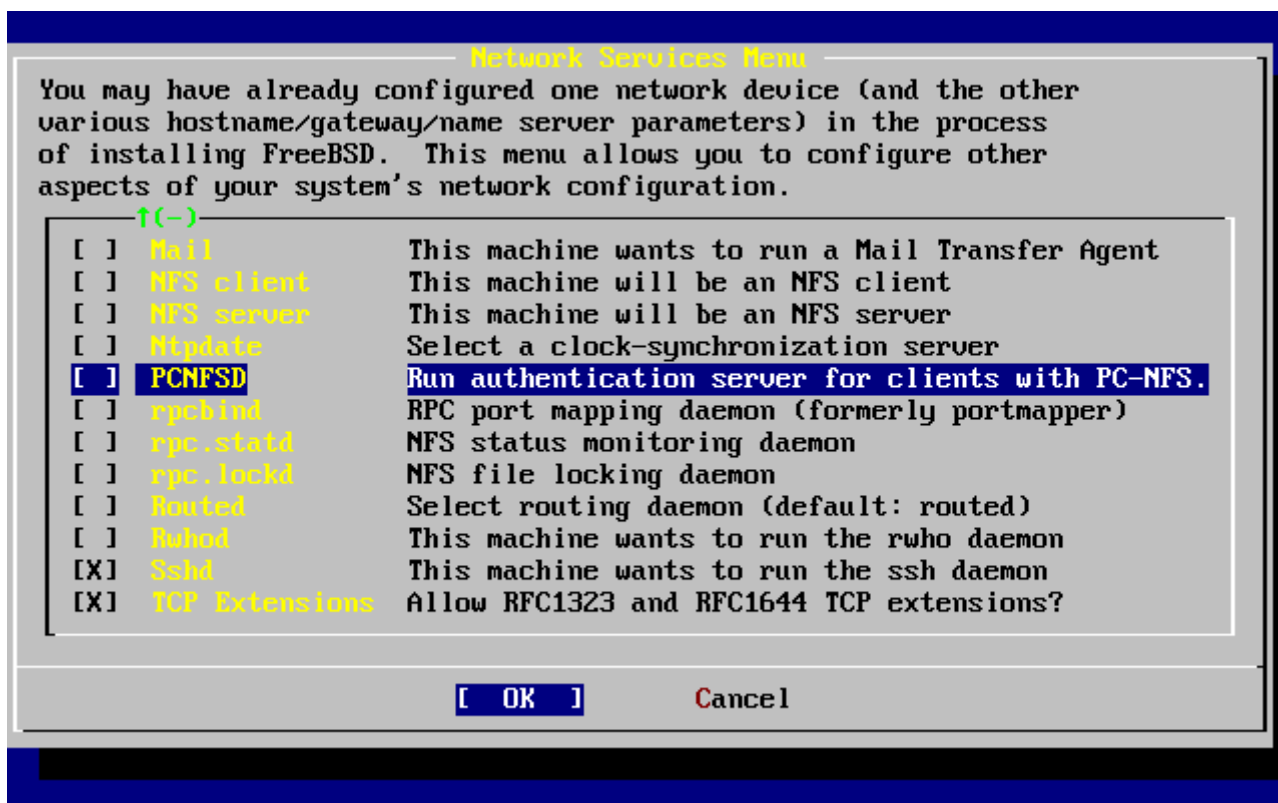 Network Services Menu
You may have already configured one network device (and the other
various hostname/gateway/name server parameters) in the process
of installing FreeBSD.  This menu allows you to configure other
aspects of your system's network configuration.
↑(-)
[ ] Mail This machine wants to run a Mail Transfer Agent
[ ] NFS client This machine will be an NFS client
[ ] NFS server This machine will be an NFS server
[ ] Ntpdate Select a clock-synchronization server
[ ] PCNFSD Run authentication server for clients with PC-NFS.
[ ] rpcbind RPC port mapping daemon (formerly portmapper)
[ ] rpc.statd NFS status monitoring daemon
[ ] rpc.lockd NFS file locking daemon
[ ] Routed Select routing daemon (default: routed)
[ ] Rwhod This machine wants to run the rwho daemon
[X] Sshd This machine wants to run the ssh daemon
[X] TCP Extensions Allow RFC1323 and RFC1644 TCP extensions?
[ OK ] Cancel